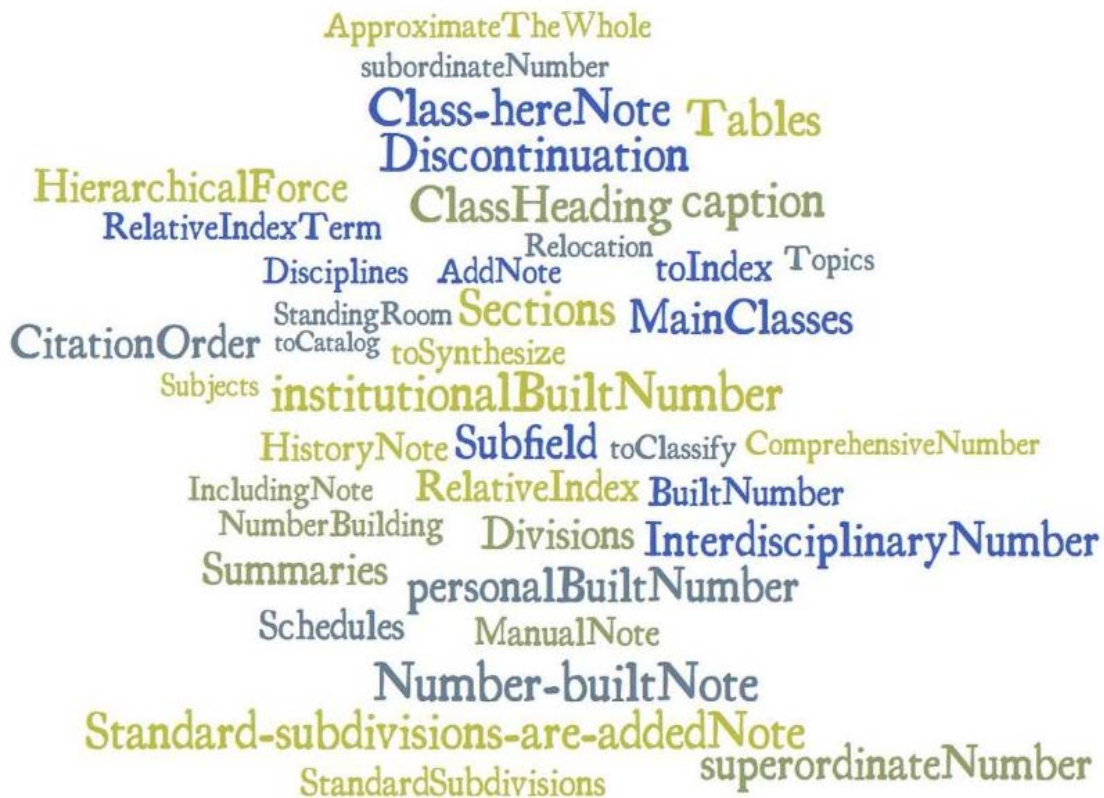 ApproximateTheWhole
subordinateNumber
Class-hereNote Tables
Discontinuation
HierarchicalForce ClassHeading caption
RelativeIndexTerm Relocation
Disciplines AddNote toIndex Topics
StandingRoom Sections MainClasses
CitationOrder toCatalog toSynthesize
Subjects institutionalBuiltNumber
HistoryNote Subfield toClassify ComprehensiveNumber
IncludingNote RelativeIndex BuiltNumber
NumberBuilding Divisions InterdisciplinaryNumber
Summaries personalBuiltNumber
Schedules ManualNote
Number-builtNote
Standard-subdivisions-are-addedNote
superordinateNumber
StandardSubdivisions